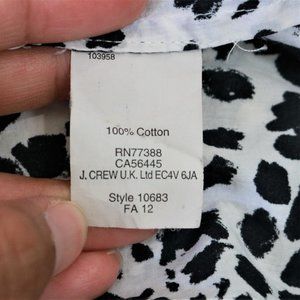 103958
100% Cotton
RN77388
CA56445
J. CREW U.K. Ltd EC4V 6JA
Style 10683
FA 12